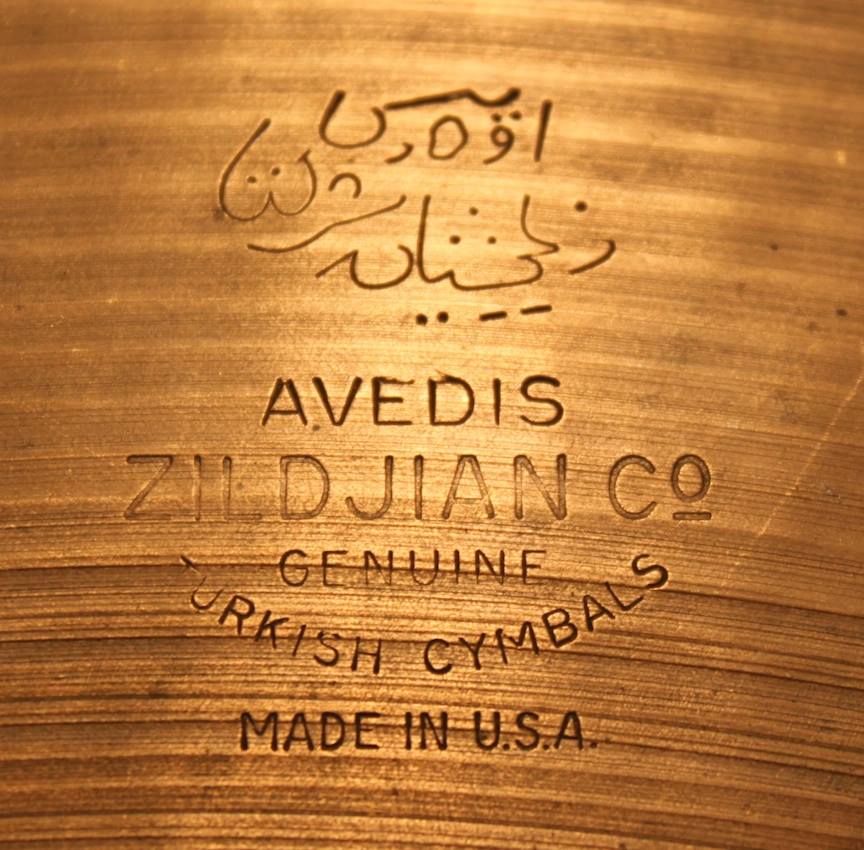 AVEDIS
ZILDJIAN Cº
GENUINE
TURKISH CYMBALS
MADE IN U.S.A.